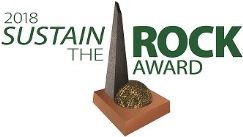 2018
SUSTAIN
THE ROCK
AWARD